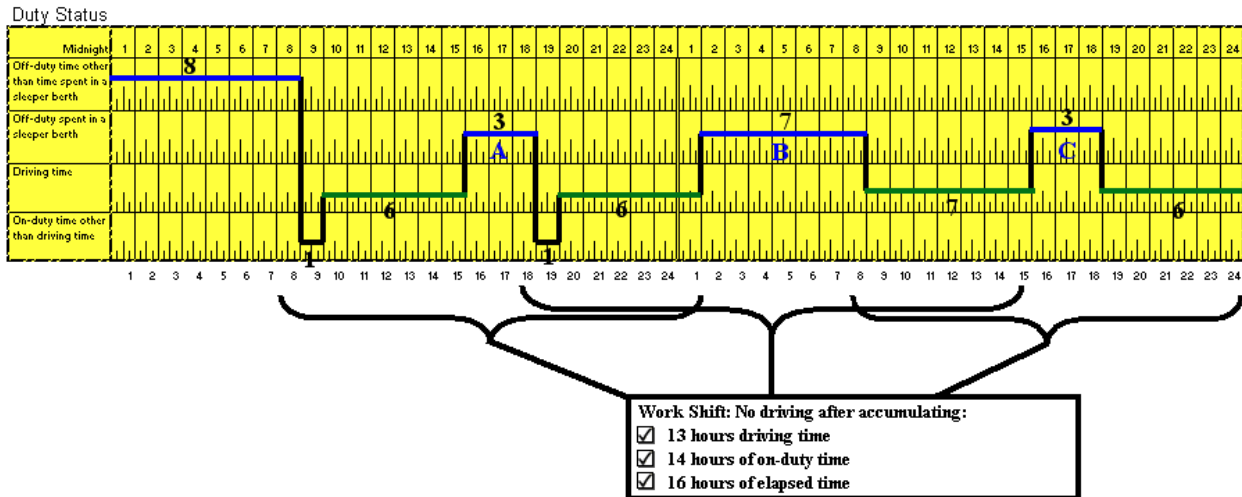 Duty Status
Midnight 1 2 3 4 5 6 7 8 9 10 11 12 13 14 15 16 17 18 19 20 21 22 23 24 1 2 3 4 5 6 7 8 9 10 11 12 13 14 15 16 17 18 19 20 21 22 23 24
Off-duty time other
than time spent in a
sleeper berth
8
Off-duty spent in a
sleeper berth
3 7 3
A B C
Driving time
6 6 7 6
On-duty time other
than driving time
1 1
1 2 3 4 5 6 7 8 9 10 11 12 13 14 15 16 17 18 19 20 21 22 23 24 1 2 3 4 5 6 7 8 9 10 11 12 13 14 15 16 17 18 19 20 21 22 23 24
Work Shift: No driving after accumulating:
13 hours driving time
14 hours of on-duty time
16 hours of elapsed time